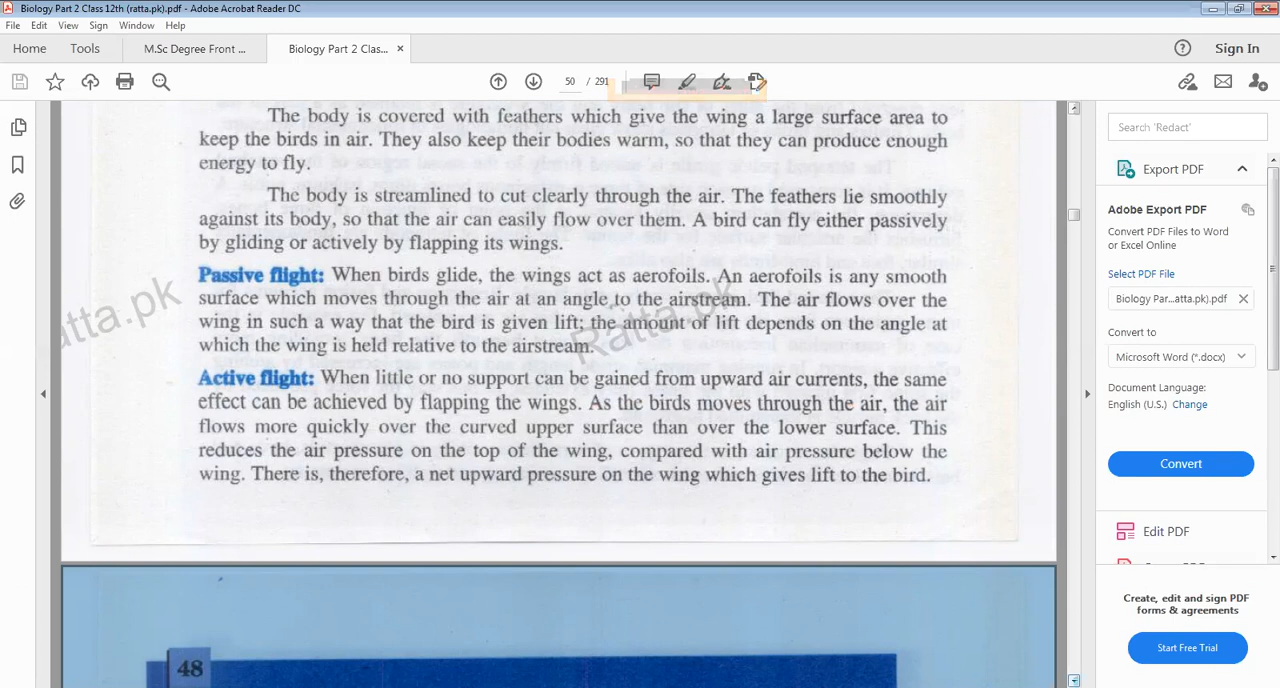 Biology Part 2 Class 12th (ratta.pk).pdf - Adobe Acrobat Reader DC
File Edit View Sign Window Help
Home Tools M.Sc Degree Front ... Biology Part 2 Clas... × Sign In
50 / 291
The body is covered with feathers which give the wing a large surface area to
keep the birds in air. They also keep their bodies warm, so that they can produce enough
energy to fly.
The body is streamlined to cut clearly through the air. The feathers lie smoothly
against its body, so that the air can easily flow over them. A bird can fly either passively
by gliding or actively by flapping its wings.
Passive flight: When birds glide, the wings act as aerofoils. An aerofoils is any smooth
surface which moves through the air at an angle to the airstream. The air flows over the
wing in such a way that the bird is given lift; the amount of lift depends on the angle at
which the wing is held relative to the airstream.
Active flight: When little or no support can be gained from upward air currents, the same
effect can be achieved by flapping the wings. As the birds moves through the air, the air
flows more quickly over the curved upper surface than over the lower surface. This
reduces the air pressure on the top of the wing, compared with air pressure below the
wing. There is, therefore, a net upward pressure on the wing which gives lift to the bird.
atta.pk
Ratta.pk
48
Search 'Redact'
Export PDF
Adobe Export PDF
Convert PDF Files to Word
or Excel Online
Select PDF File
Biology Par...atta.pk).pdf
Convert to
Microsoft Word (*.docx)
Document Language:
English (U.S.) Change
Convert
Edit PDF
Create, edit and sign PDF
forms & agreements
Start Free Trial